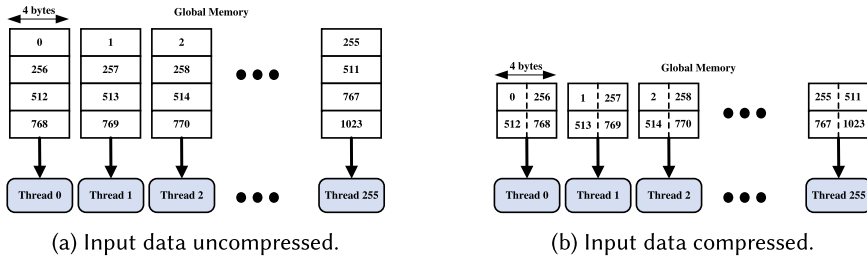 4 bytes
Global Memory
0 1 2 255
256 257 258 511
512 513 514 767
768 769 770 1023
Thread 0 Thread 1 Thread 2 Thread 255
(a) Input data uncompressed.
4 bytes
Global Memory
0 256 1 257 2 258 255 511
512 768 513 769 514 770 767 1023
Thread 0 Thread 1 Thread 2 Thread 255
(b) Input data compressed.